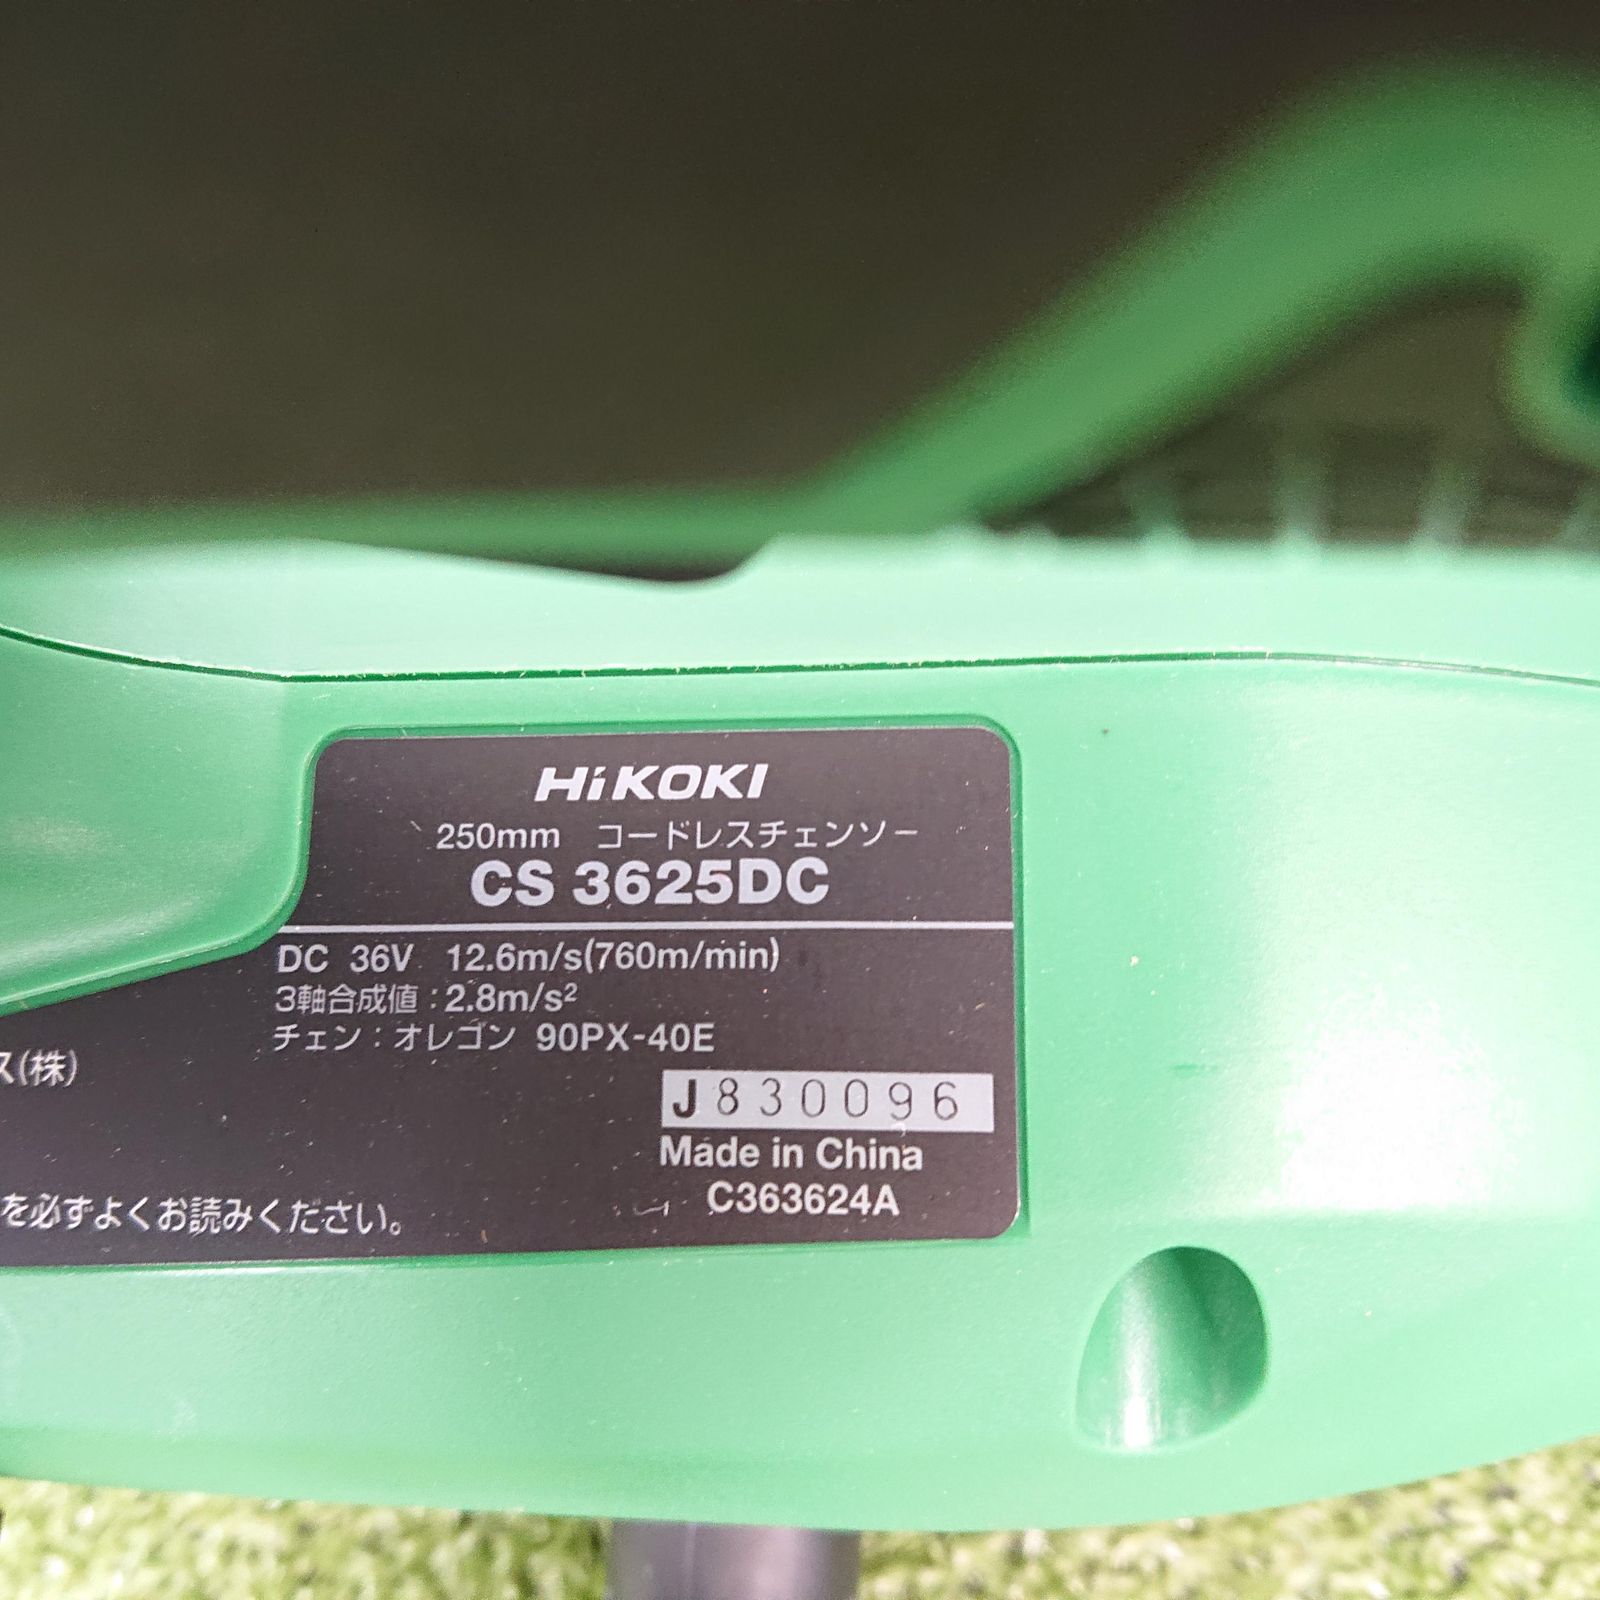 HiKOKI
250mm コードレスチェンソー
CS 3625DC
DC 36V 12.6m/s(760m/min)
3軸合成値：2.8m/s²
チェン：オレゴン 90PX-40E
ス(株)
J830096
Made in China
を必ずよくお読みください。
C363624A